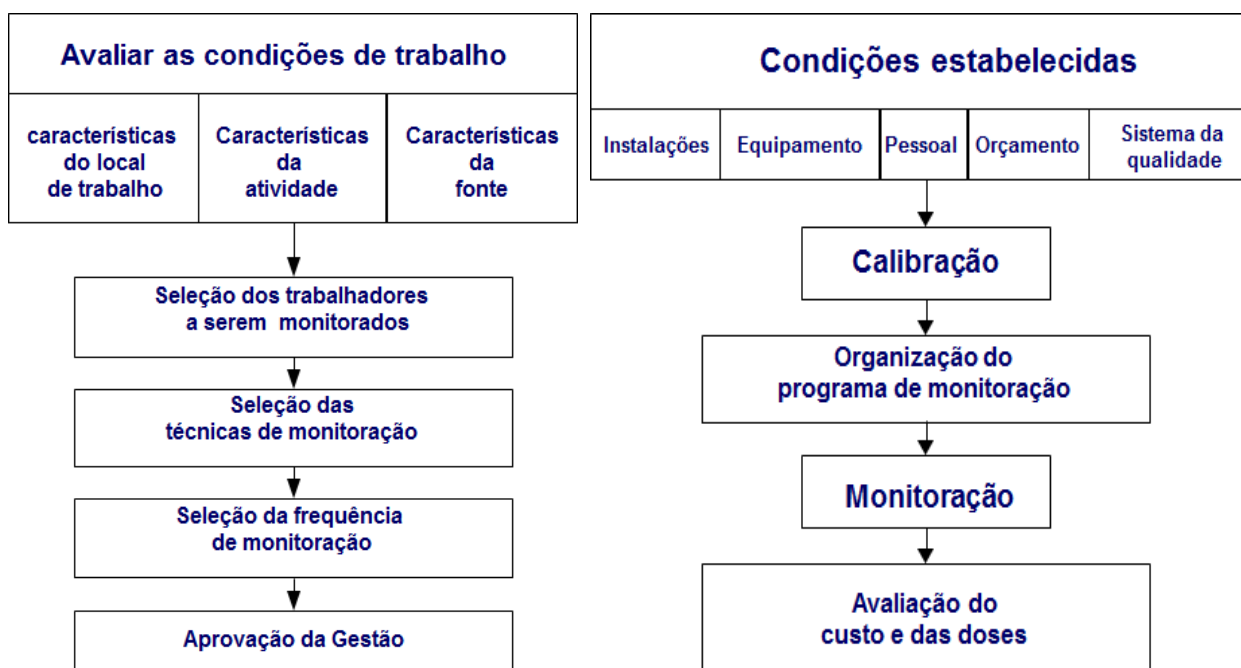 Avaliar as condições de trabalho
características
do local
de trabalho
Características
da
atividade
Característícas
da
fonte
Seleção dos trabalhadores
a serem monitorados
Seleção das
técnicas de monitoração
Seleção da frequência
de monitoração
Aprovação da Gestão
Condições estabelecidas
Instalações
Equipamento
Pessoal
Orçamento
Sistema da
qualidade
Calibração
Organização do
programa de monitoração
Monitoração
Avaliação do
custo e das doses